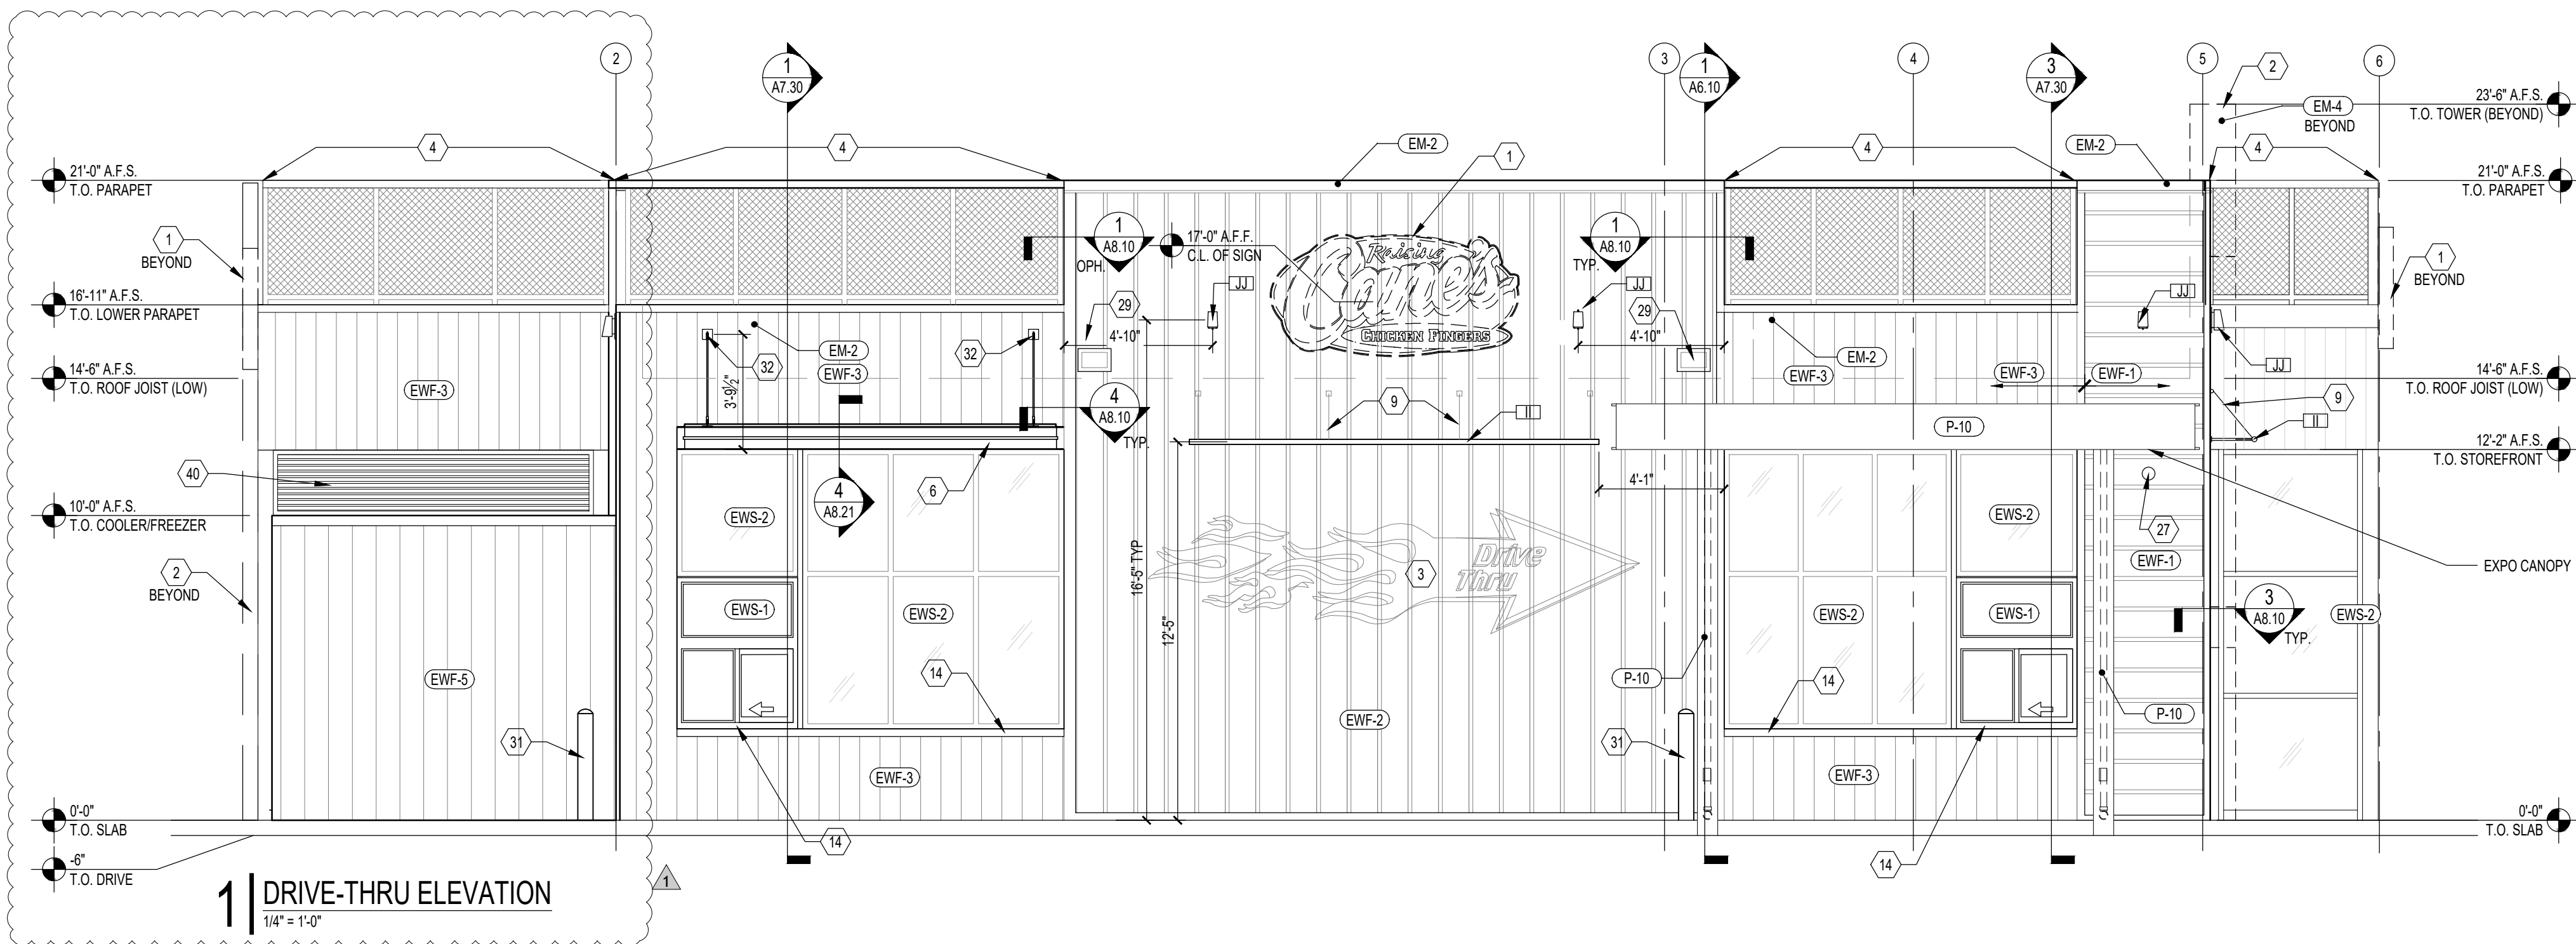 2
1
A7.30
3
1
A6.10
4
3
A7.30
5
2
6
23'-6" A.F.S.
T.O. TOWER (BEYOND)
EM-4
BEYOND
4
4
EM-2
1
4
EM-2
4
21'-0" A.F.S.
T.O. PARAPET
21'-0" A.F.S.
T.O. PARAPET
1
BEYOND
1
A8.10
OPH.
17'-0" A.F.F.
C.L. OF SIGN
Raising
Cane's
CHICKEN FINGERS
1
A8.10
TYP.
1
BEYOND
JJ
JJ
JJ
16'-11" A.F.S.
T.O. LOWER PARAPET
29
29
4'-10"
4'-10"
EM-2
EWF-3
32
32
3'-9½"
EM-2
EWF-3
EWF-3
EWF-1
JJ
14'-6" A.F.S.
T.O. ROOF JOIST (LOW)
EWF-3
14'-6" A.F.S.
T.O. ROOF JOIST (LOW)
4
A8.10
TYP.
9
II
P-10
9
II
12'-2" A.F.S.
T.O. STOREFRONT
40
6
4'-1"
10'-0" A.F.S.
T.O. COOLER/FREEZER
EWS-2
4
A8.21
EWS-2
27
EWF-1
EXPO CANOPY
16'-5" TYP
12'-5"
Drive
Thru
3
2
BEYOND
EWS-1
EWS-2
EWS-2
EWS-1
3
A8.10
TYP.
EWS-2
EWF-5
14
P-10
14
P-10
31
EWF-2
31
EWF-3
EWF-3
0'-0"
T.O. SLAB
0'-0"
T.O. SLAB
14
14
-6"
T.O. DRIVE
1
1 DRIVE-THRU ELEVATION
1/4" = 1'-0"